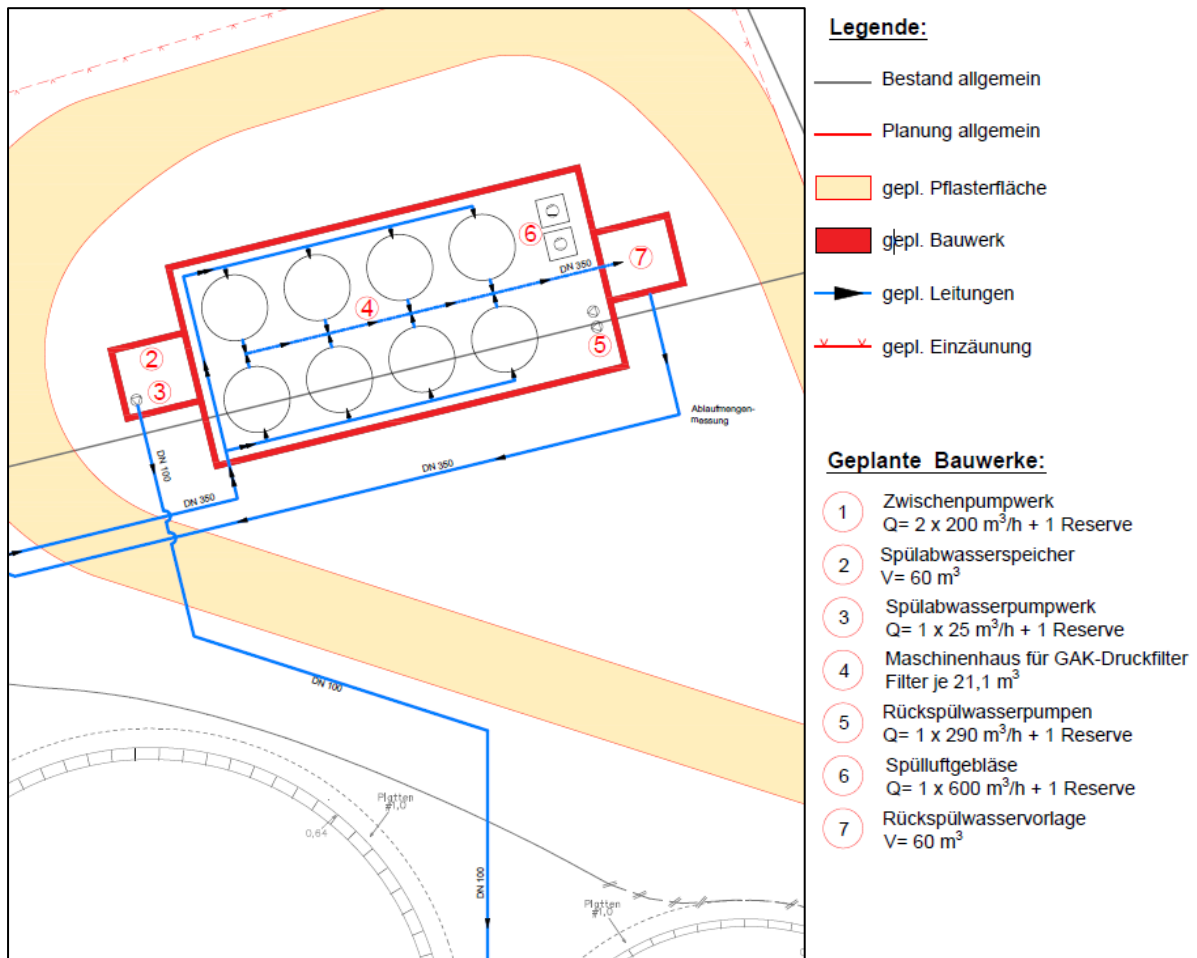 Legende:
Bestand allgemein
Planung allgemein
gepl. Pflasterfläche
gepl. Bauwerk
gepl. Leitungen
gepl. Einzäunung
Geplante Bauwerke:
1
Zwischenpumpwerk
Q= 2 x 200 m³/h + 1 Reserve
2
Spülabwasserspeicher
V= 60 m³
3
Spülabwasserpumpwerk
Q= 1 x 25 m³/h + 1 Reserve
4
Maschinenhaus für GAK-Druckfilter
Filter je 21,1 m³
5
Rückspülwasserpumpen
Q= 1 x 290 m³/h + 1 Reserve
6
Spülluftgebläse
Q= 1 x 600 m³/h + 1 Reserve
7
Rückspülwasservorlage
V= 60 m³
6
7
DN 350
4
5
2
3
Ablaufmengen-
messung
DN 100
DN 350
DN 350
DN 100
Platten
#1,0
0,64
DN 100
Platten
#1,0